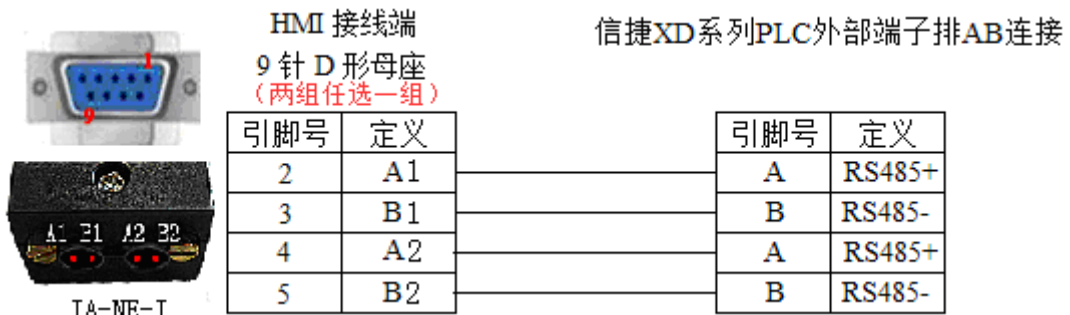 HMI 接线端
9 针 D 形母座
(两组任选一组)
信捷XD系列PLC外部端子排AB连接
1
9
A1 B1 A2 B2
引脚号 定义
2 A1
3 B1
4 A2
5 B2
引脚号 定义
A RS485+
B RS485-
A RS485+
B RS485-